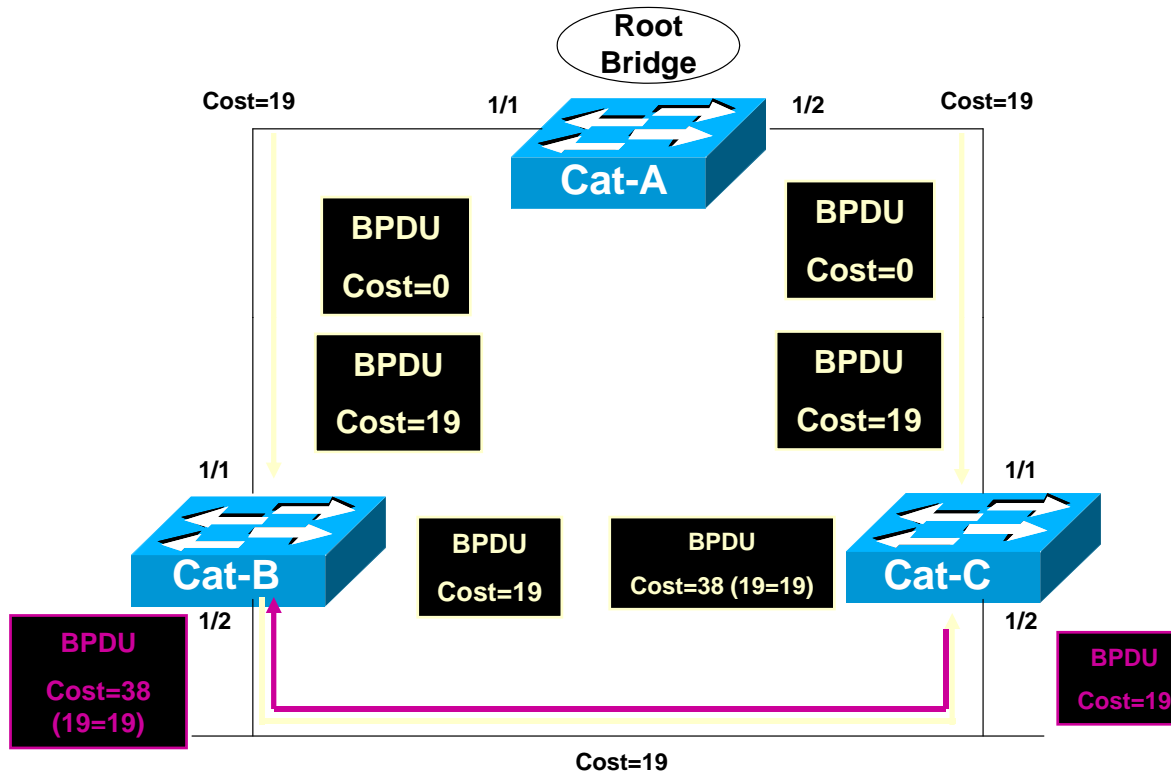 Root
Bridge
Cost=19
1/1
1/2
Cost=19
Cat-A
BPDU
Cost=0
BPDU
Cost=0
BPDU
Cost=19
BPDU
Cost=19
1/1
1/1
Cat-B
BPDU
Cost=19
BPDU
Cost=38 (19=19)
Cat-C
1/2
1/2
BPDU
Cost=38
(19=19)
BPDU
Cost=19
Cost=19